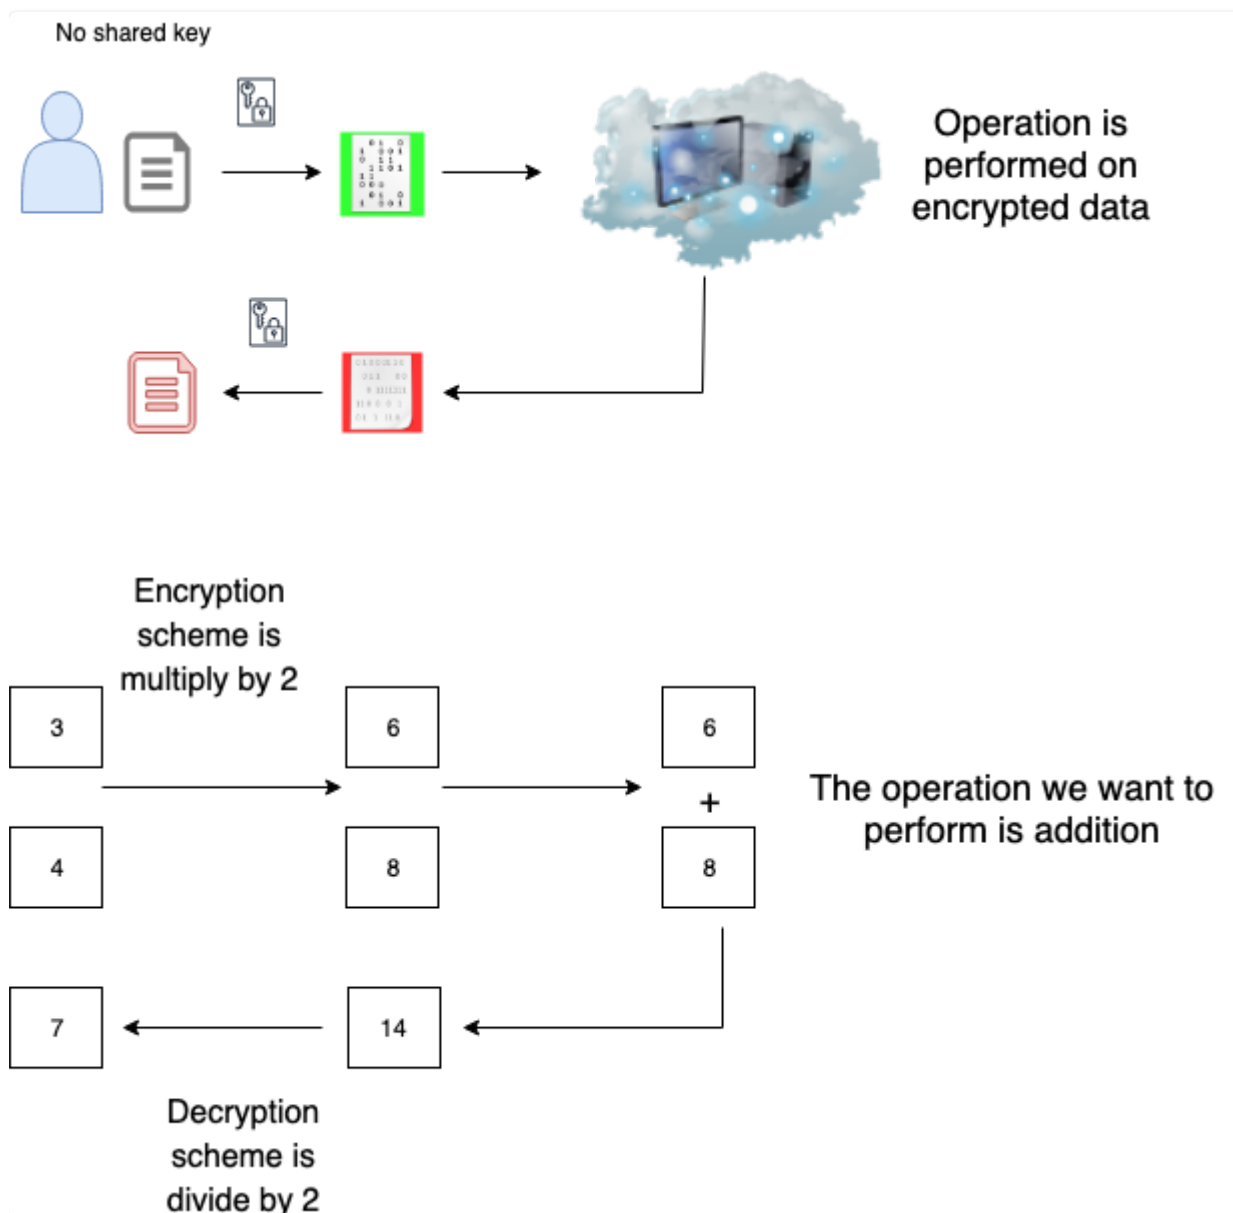 No shared key
Operation is
performed on
encrypted data
Encryption
scheme is
multiply by 2
3
6
6
+
The operation we want to
perform is addition
4
8
8
7
14
Decryption
scheme is
divide by 2